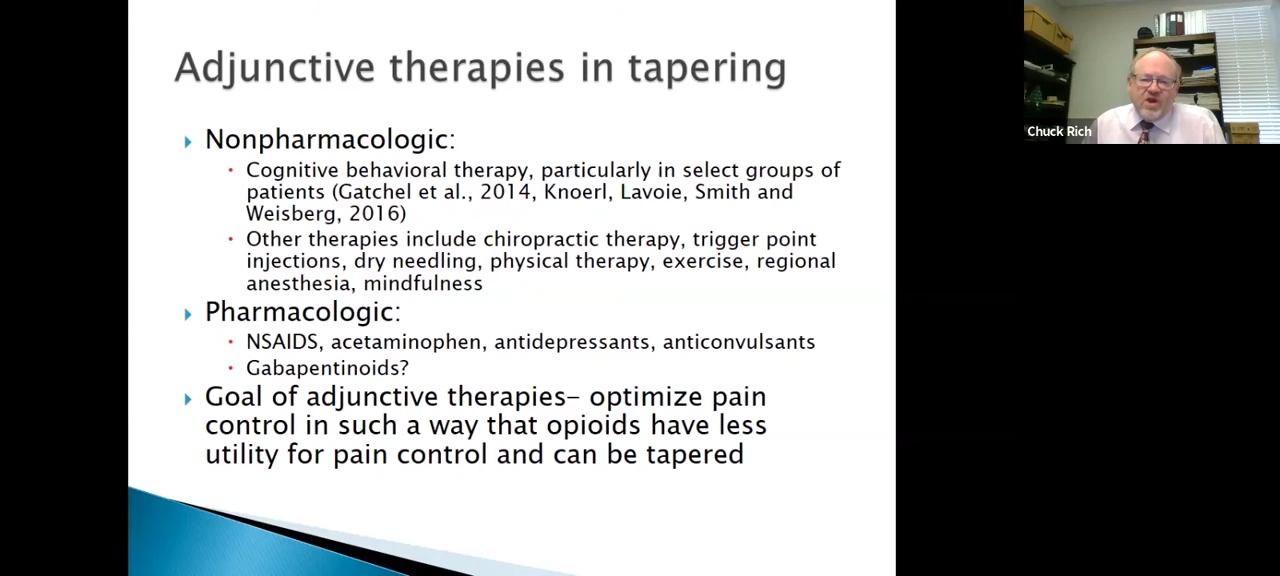 Adjunctive therapies in tapering
Nonpharmacologic:
Cognitive behavioral therapy, particularly in select groups of
patients (Gatchel et al., 2014, Knoerl, Lavoie, Smith and
Weisberg, 2016)
Other therapies include chiropractic therapy, trigger point
injections, dry needling, physical therapy, exercise, regional
anesthesia, mindfulness
Pharmacologic:
NSAIDS, acetaminophen, antidepressants, anticonvulsants
Gabapentinoids?
Goal of adjunctive therapies– optimize pain
control in such a way that opioids have less
utility for pain control and can be tapered
Chuck Rich